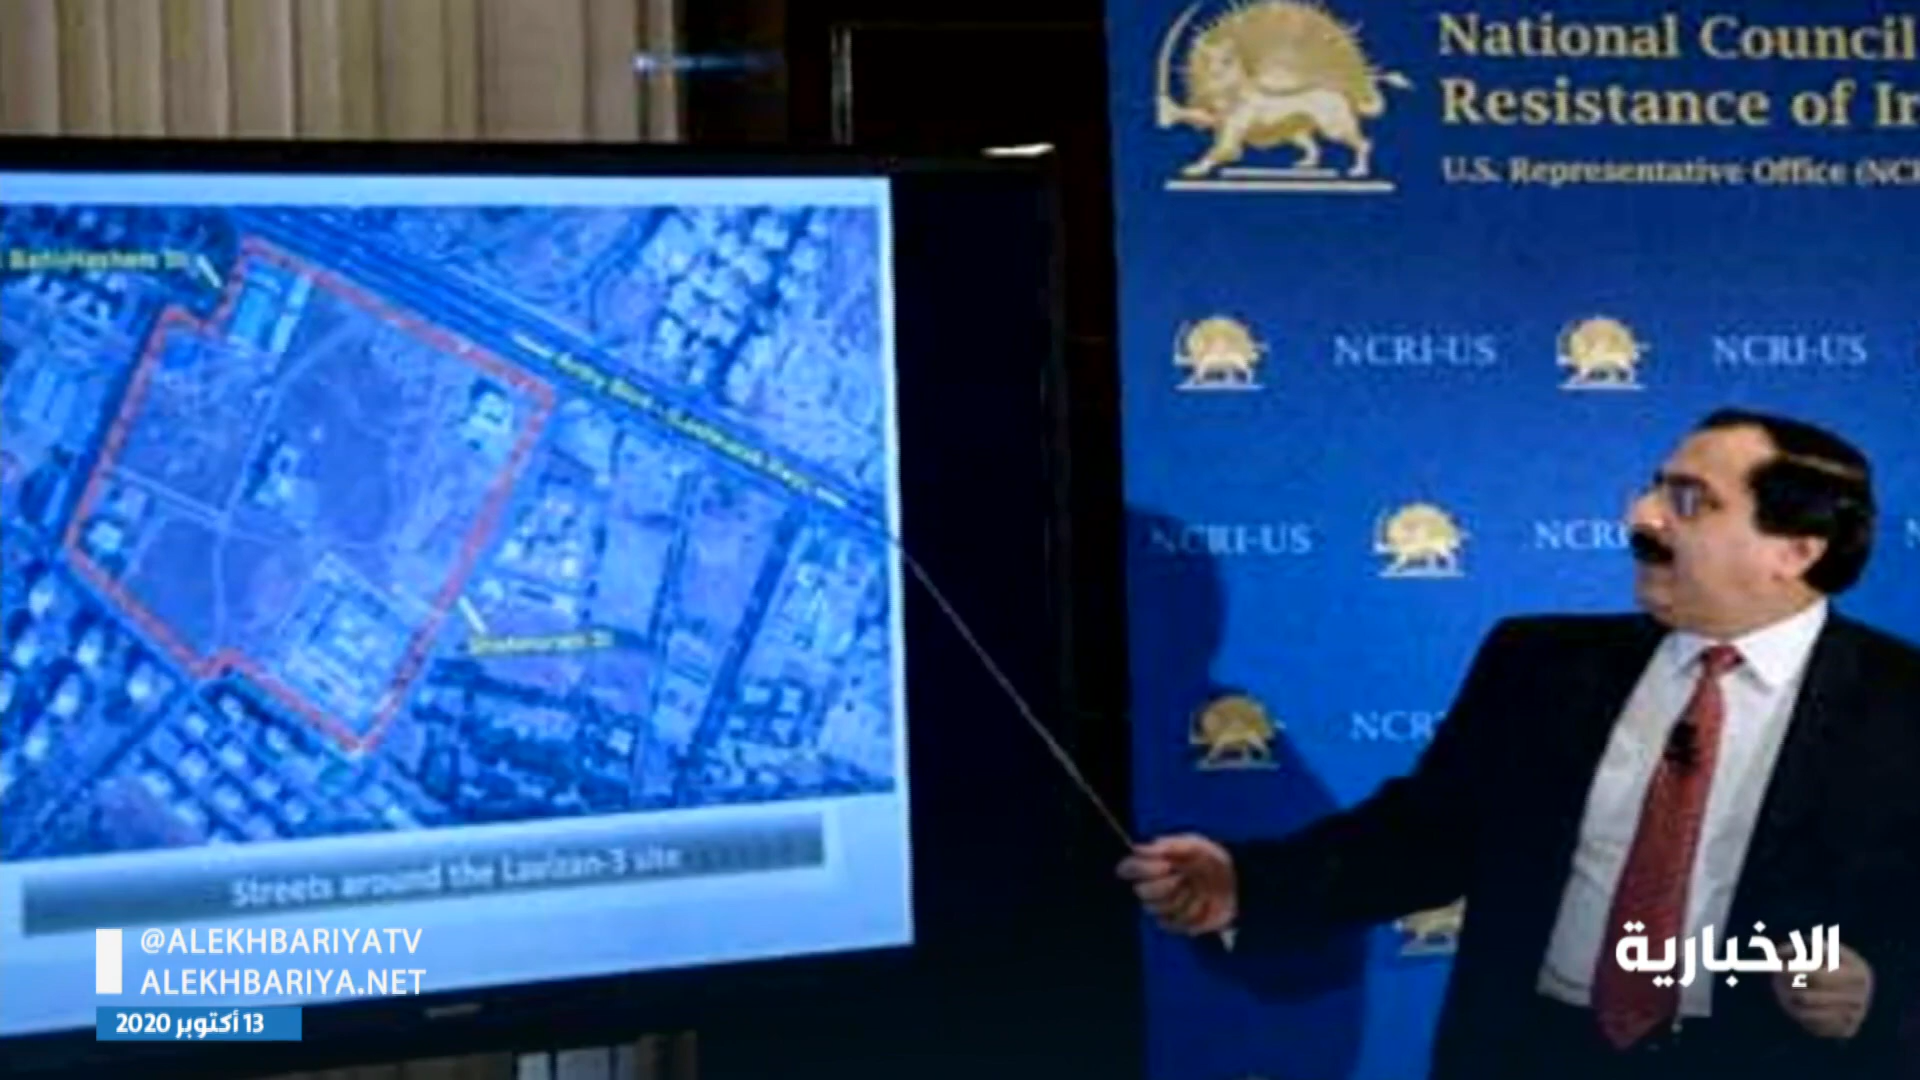 National Council
Resistance of Ir
U.S. Representative Office (NCR
NCRI-US
NCRI-US
NCRI-US
NCRI
NCRI
Streets around the Lavizan-3 site
@ALEKHBARIYATV
ALEKHBARIYA.NET
13 أكتوبر 2020
الإخبارية